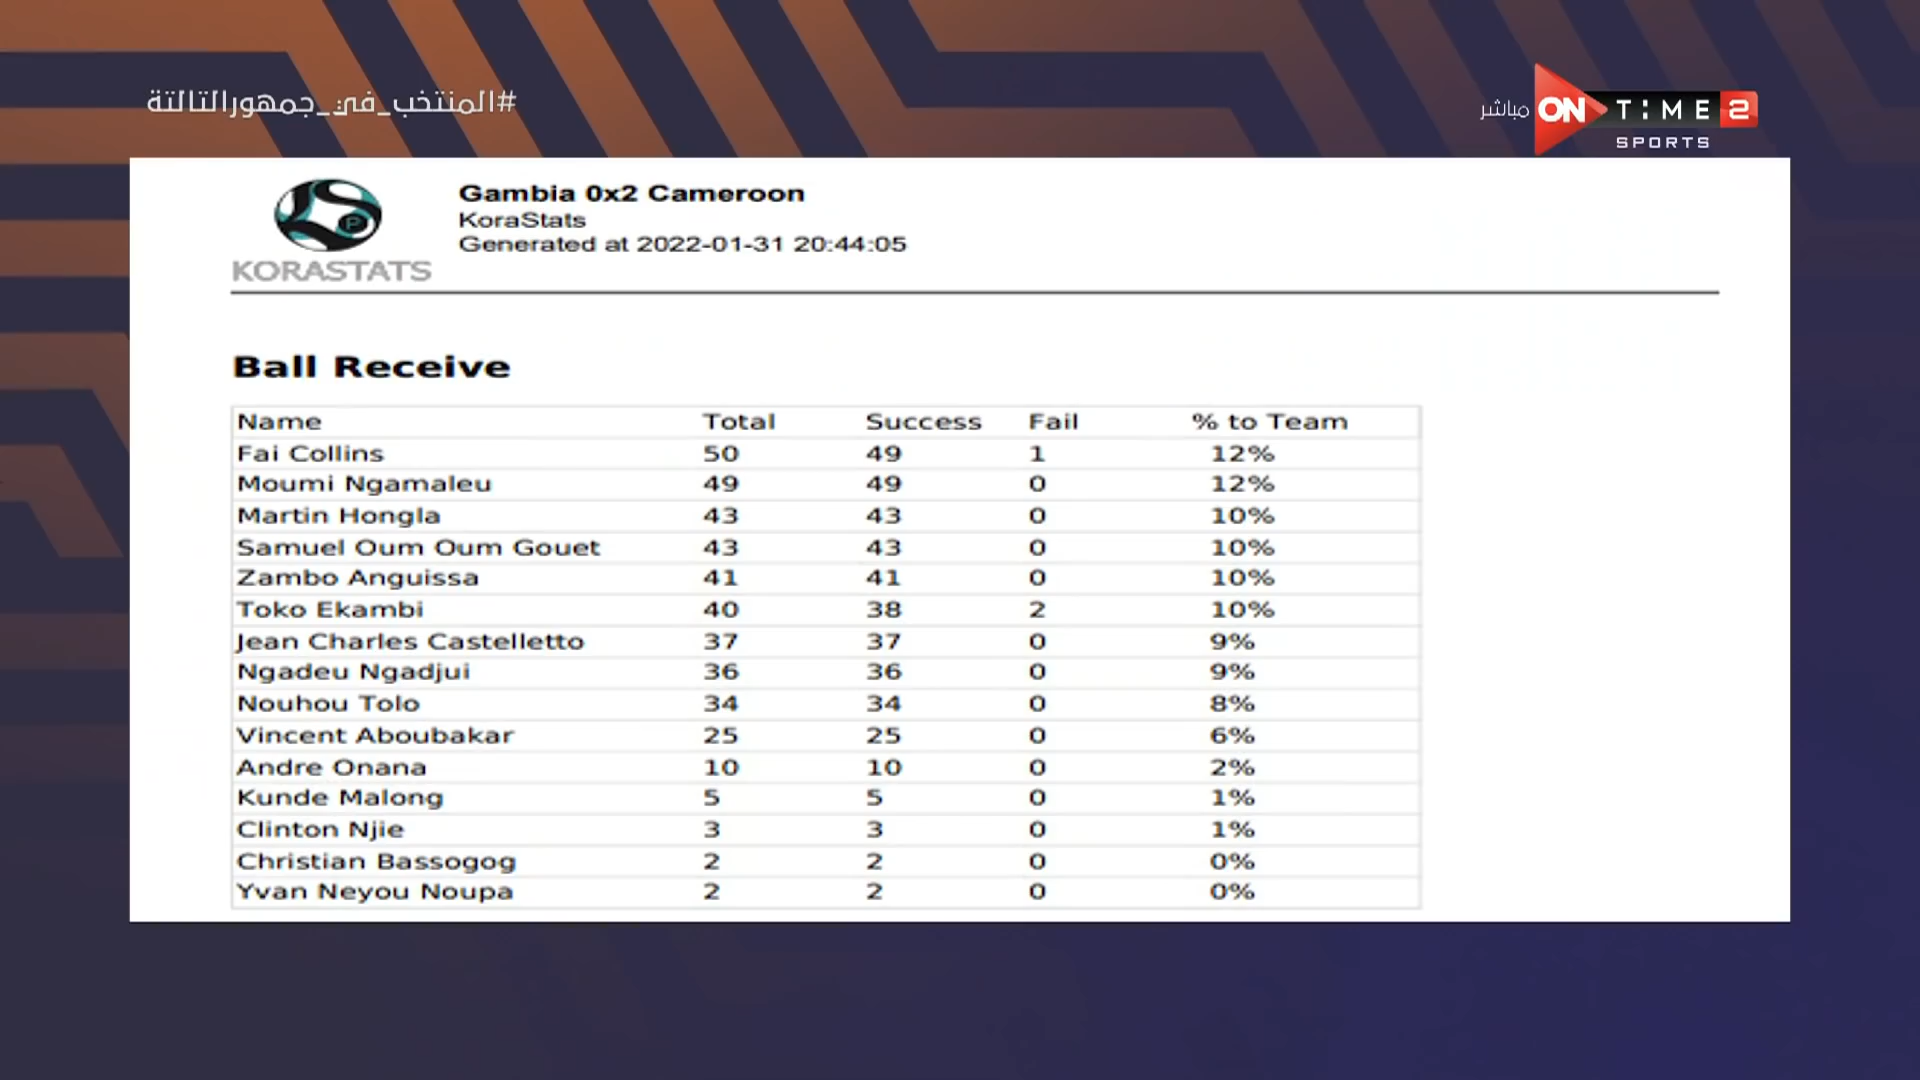 #المنتخب_في_جمهورالتالتة
مباشر ON TIME 2
SPORTS
KORASTATS
Gambia 0x2 Cameroon
KoraStats
Generated at 2022-01-31 20:44:05
Ball Receive
Name Total Success Fail % to Team
Fai Collins 50 49 1 12%
Moumi Ngamaleu 49 49 0 12%
Martin Hongla 43 43 0 10%
Samuel Oum Oum Gouet 43 43 0 10%
Zambo Anguissa 41 41 0 10%
Toko Ekambi 40 38 2 10%
Jean Charles Castelletto 37 37 0 9%
Ngadeu Ngadjui 36 36 0 9%
Nouhou Tolo 34 34 0 8%
Vincent Aboubakar 25 25 0 6%
Andre Onana 10 10 0 2%
Kunde Malong 5 5 0 1%
Clinton Njie 3 3 0 1%
Christian Bassogog 2 2 0 0%
Yvan Neyou Noupa 2 2 0 0%